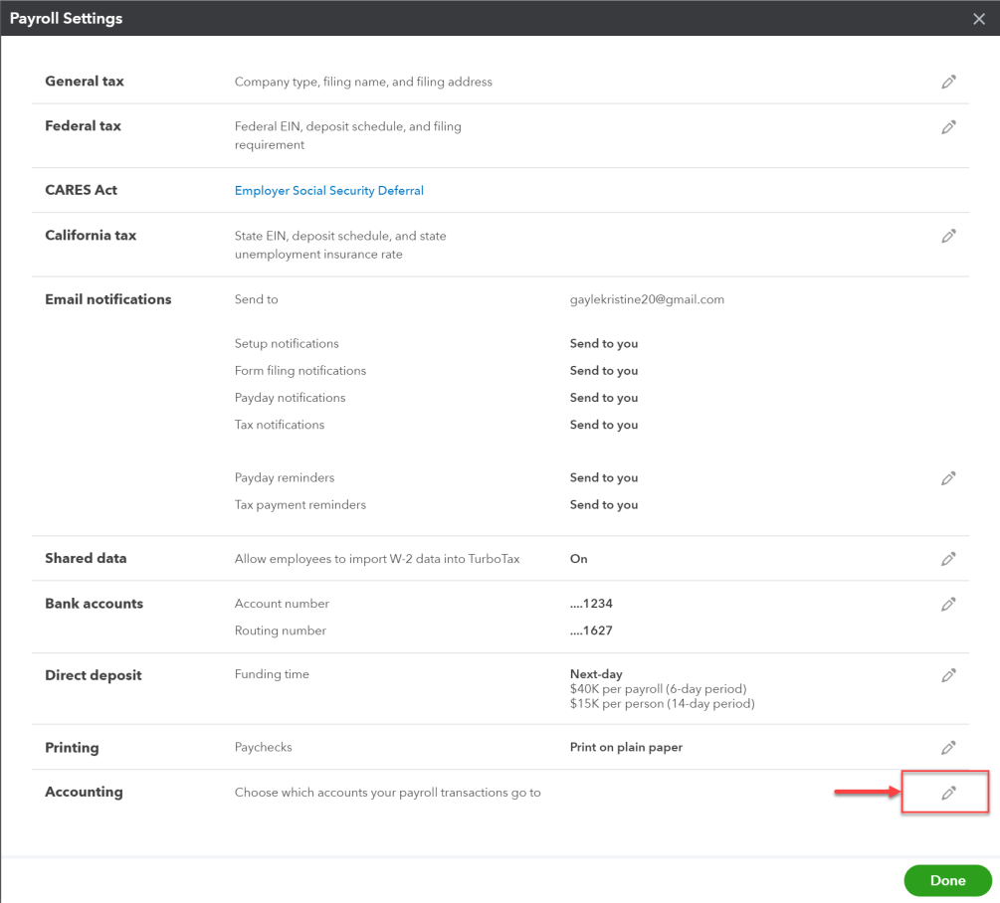 Payroll Settings
General tax
Company type, filing name, and filing address
Federal tax
Federal EIN, deposit schedule, and filing
requirement
CARES Act
Employer Social Security Deferral
California tax
State EIN, deposit schedule, and state
unemployment insurance rate
Email notifications
Send to
gaylekristine20@gmail.com
Setup notifications
Send to you
Form filing notifications
Send to you
Payday notifications
Send to you
Tax notifications
Send to you
Payday reminders
Send to you
Tax payment reminders
Send to you
Shared data
Allow employees to import W-2 data into TurboTax
On
Bank accounts
Account number
....1234
Routing number
....1627
Direct deposit
Funding time
Next-day
$40K per payroll (6-day period)
$15K per person (14-day period)
Printing
Paychecks
Print on plain paper
Accounting
Choose which accounts your payroll transactions go to
Done